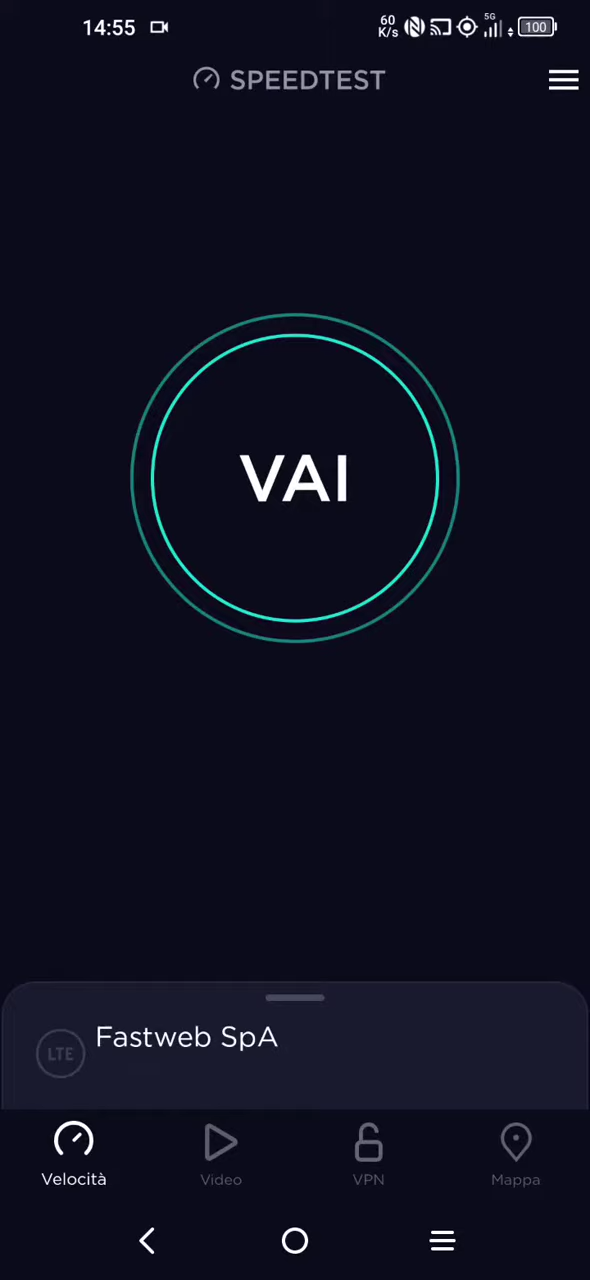 14:55
60
K/s
5G
100
SPEEDTEST
VAI
Fastweb SpA
LTE
Velocità
Video
VPN
Mappa